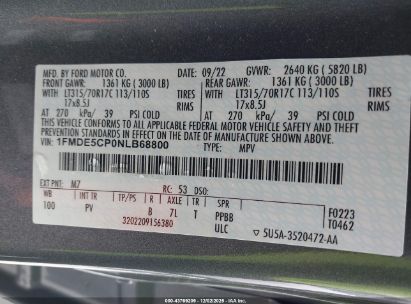 MFD. BY FORD MOTOR CO.
DATE: 09/22 GVWR: 2640 KG ( 5820 LB)
FRONT GAWR: 1361 KG ( 3000 LB) REAR GAWR: 1361 KG ( 3000 LB)
LT315/70R17C 113/110S TIRES LT315/70R17C 113/110S TIRES
17x8.5J RIMS 17x8.5J RIMS
AT 270 kPa/ 39 PSI COLD AT 270 kPa/ 39 PSI COLD
THIS VEHICLE CONFORMS TO ALL APPLICABLE FEDERAL MOTOR VEHICLE
SAFETY AND THEFT PREVENTION STANDARDS IN EFFECT ON THE DATE OF MANUFACTURE SHOWN ABOVE.
VIN: 1FMDE5CP0NLB68800
TYPE: MPV
EXT PNT: M7 RC: 53 DSO:
WB INT TR TP/PS R AXLE TR SPR
100 PV B 7L T PPBB
F0223
T0462
3202209156380 ULC
5U5A-3520472-AA